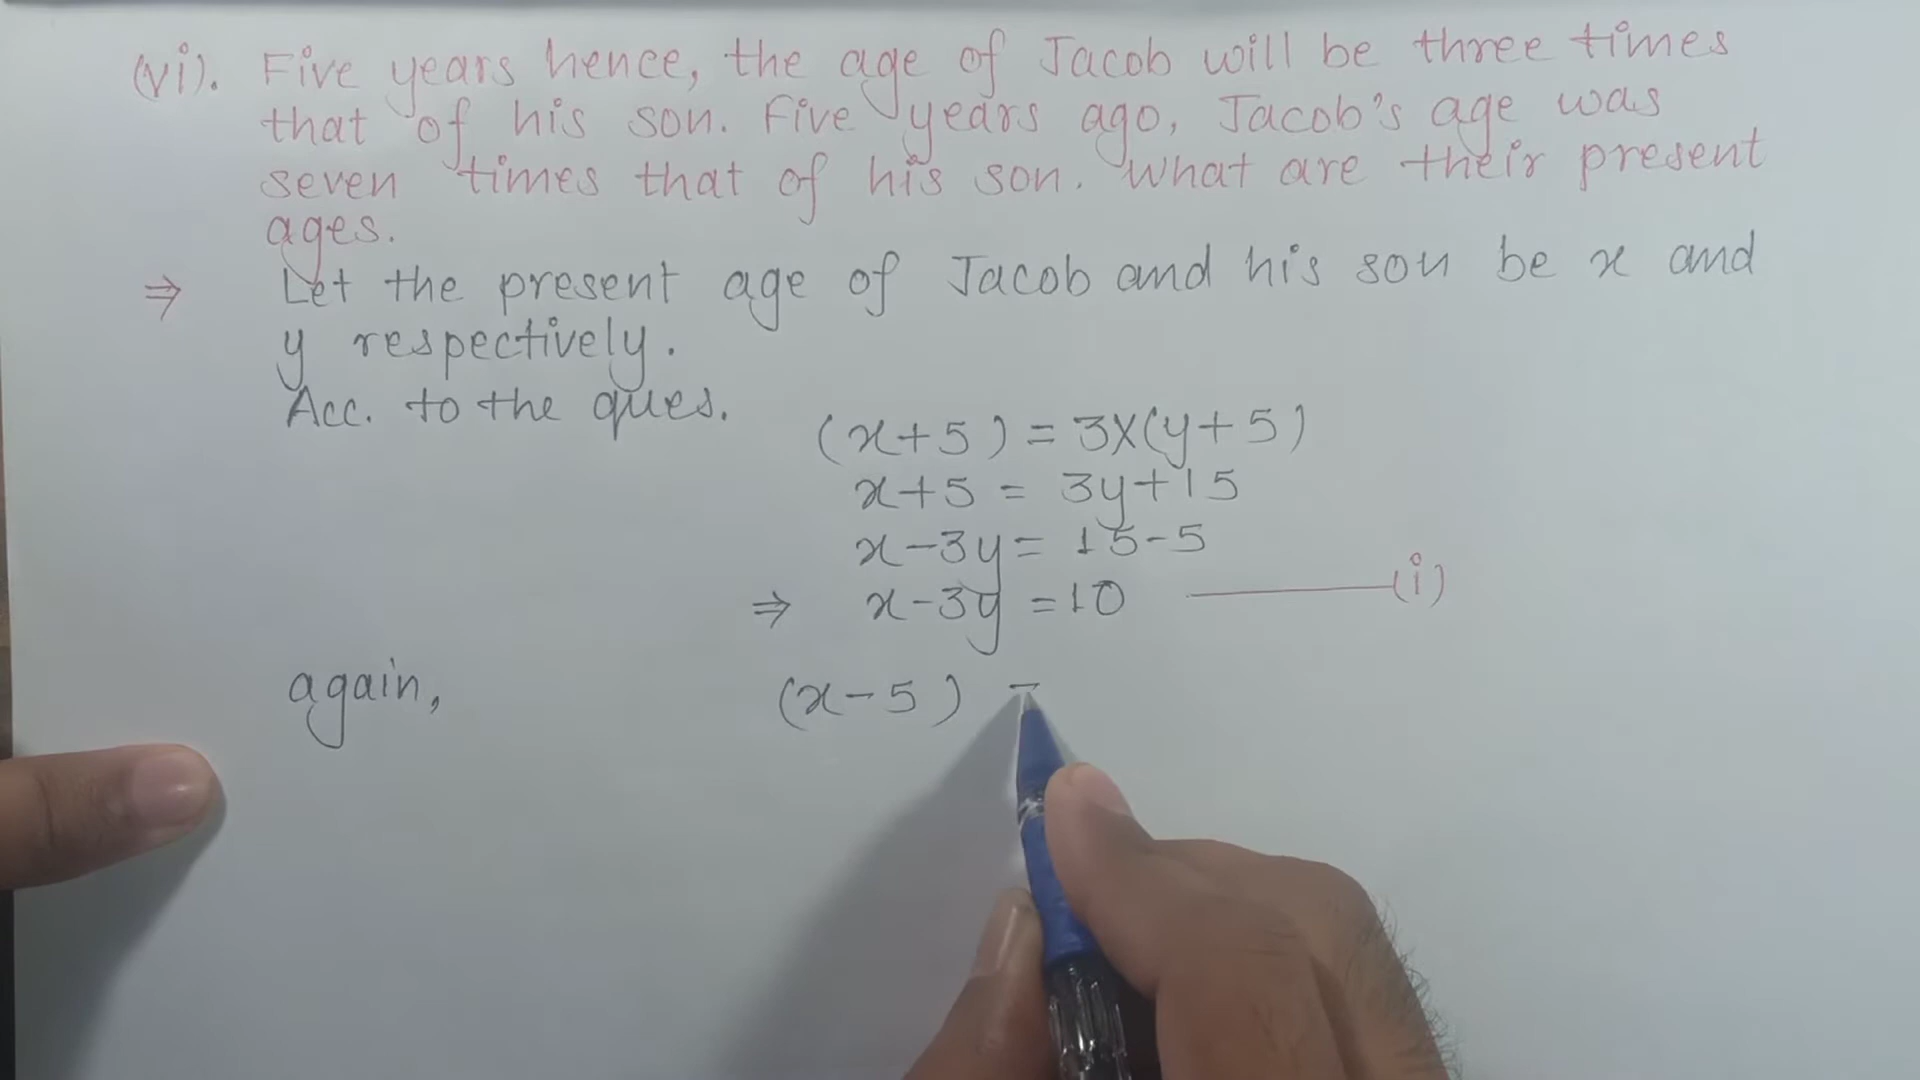 (vi). Five years hence, the age of Jacob will be three times
that of his son. Five years ago, Jacob's age was
seven times that of his son. What are their present
ages.
⇒ Let the present age of Jacob and his son be x and
y respectively.
Acc. to the ques.
(x+5) = 3×(y+5)
x+5 = 3y+15
x-3y = 15-5
⇒ x-3y = 10 ———(i)
again, (x-5) =